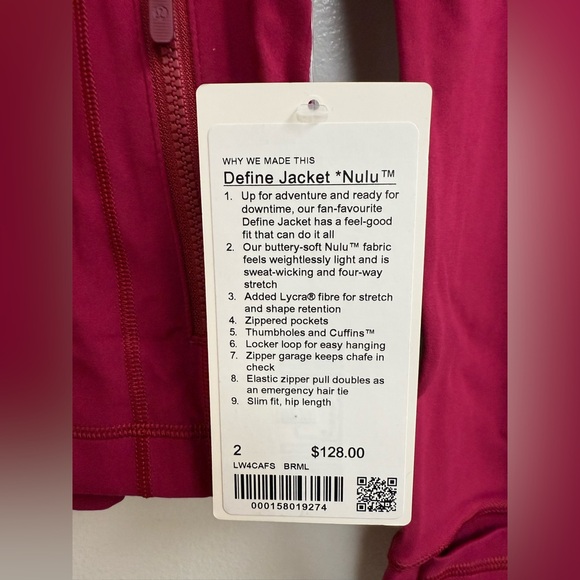 WHY WE MADE THIS
Define Jacket *Nulu™
1. Up for adventure and ready for
downtime, our fan-favourite
Define Jacket has a feel-good
fit that can do it all
2. Our buttery-soft Nulu™ fabric
feels weightlessly light and is
sweat-wicking and four-way
stretch
3. Added Lycra® fibre for stretch
and shape retention
4. Zippered pockets
5. Thumbholes and Cuffins™
6. Locker loop for easy hanging
7. Zipper garage keeps chafe in
check
8. Elastic zipper pull doubles as
an emergency hair tie
9. Slim fit, hip length
2 $128.00
LW4CAFS BRML
000158019274